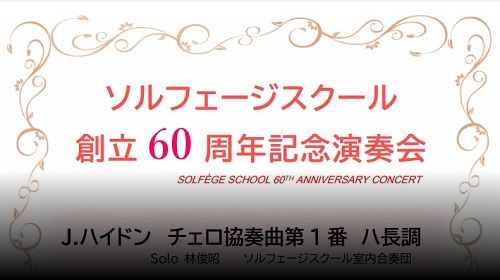 ソルフェージスクール
創立 60 周年記念演奏会
SOLFÈGE SCHOOL 60TH ANNIVERSARY CONCERT
J.ハイドン チェロ協奏曲第1番 ハ長調
Solo 林俊昭 ソルフェージスクール室内合奏団